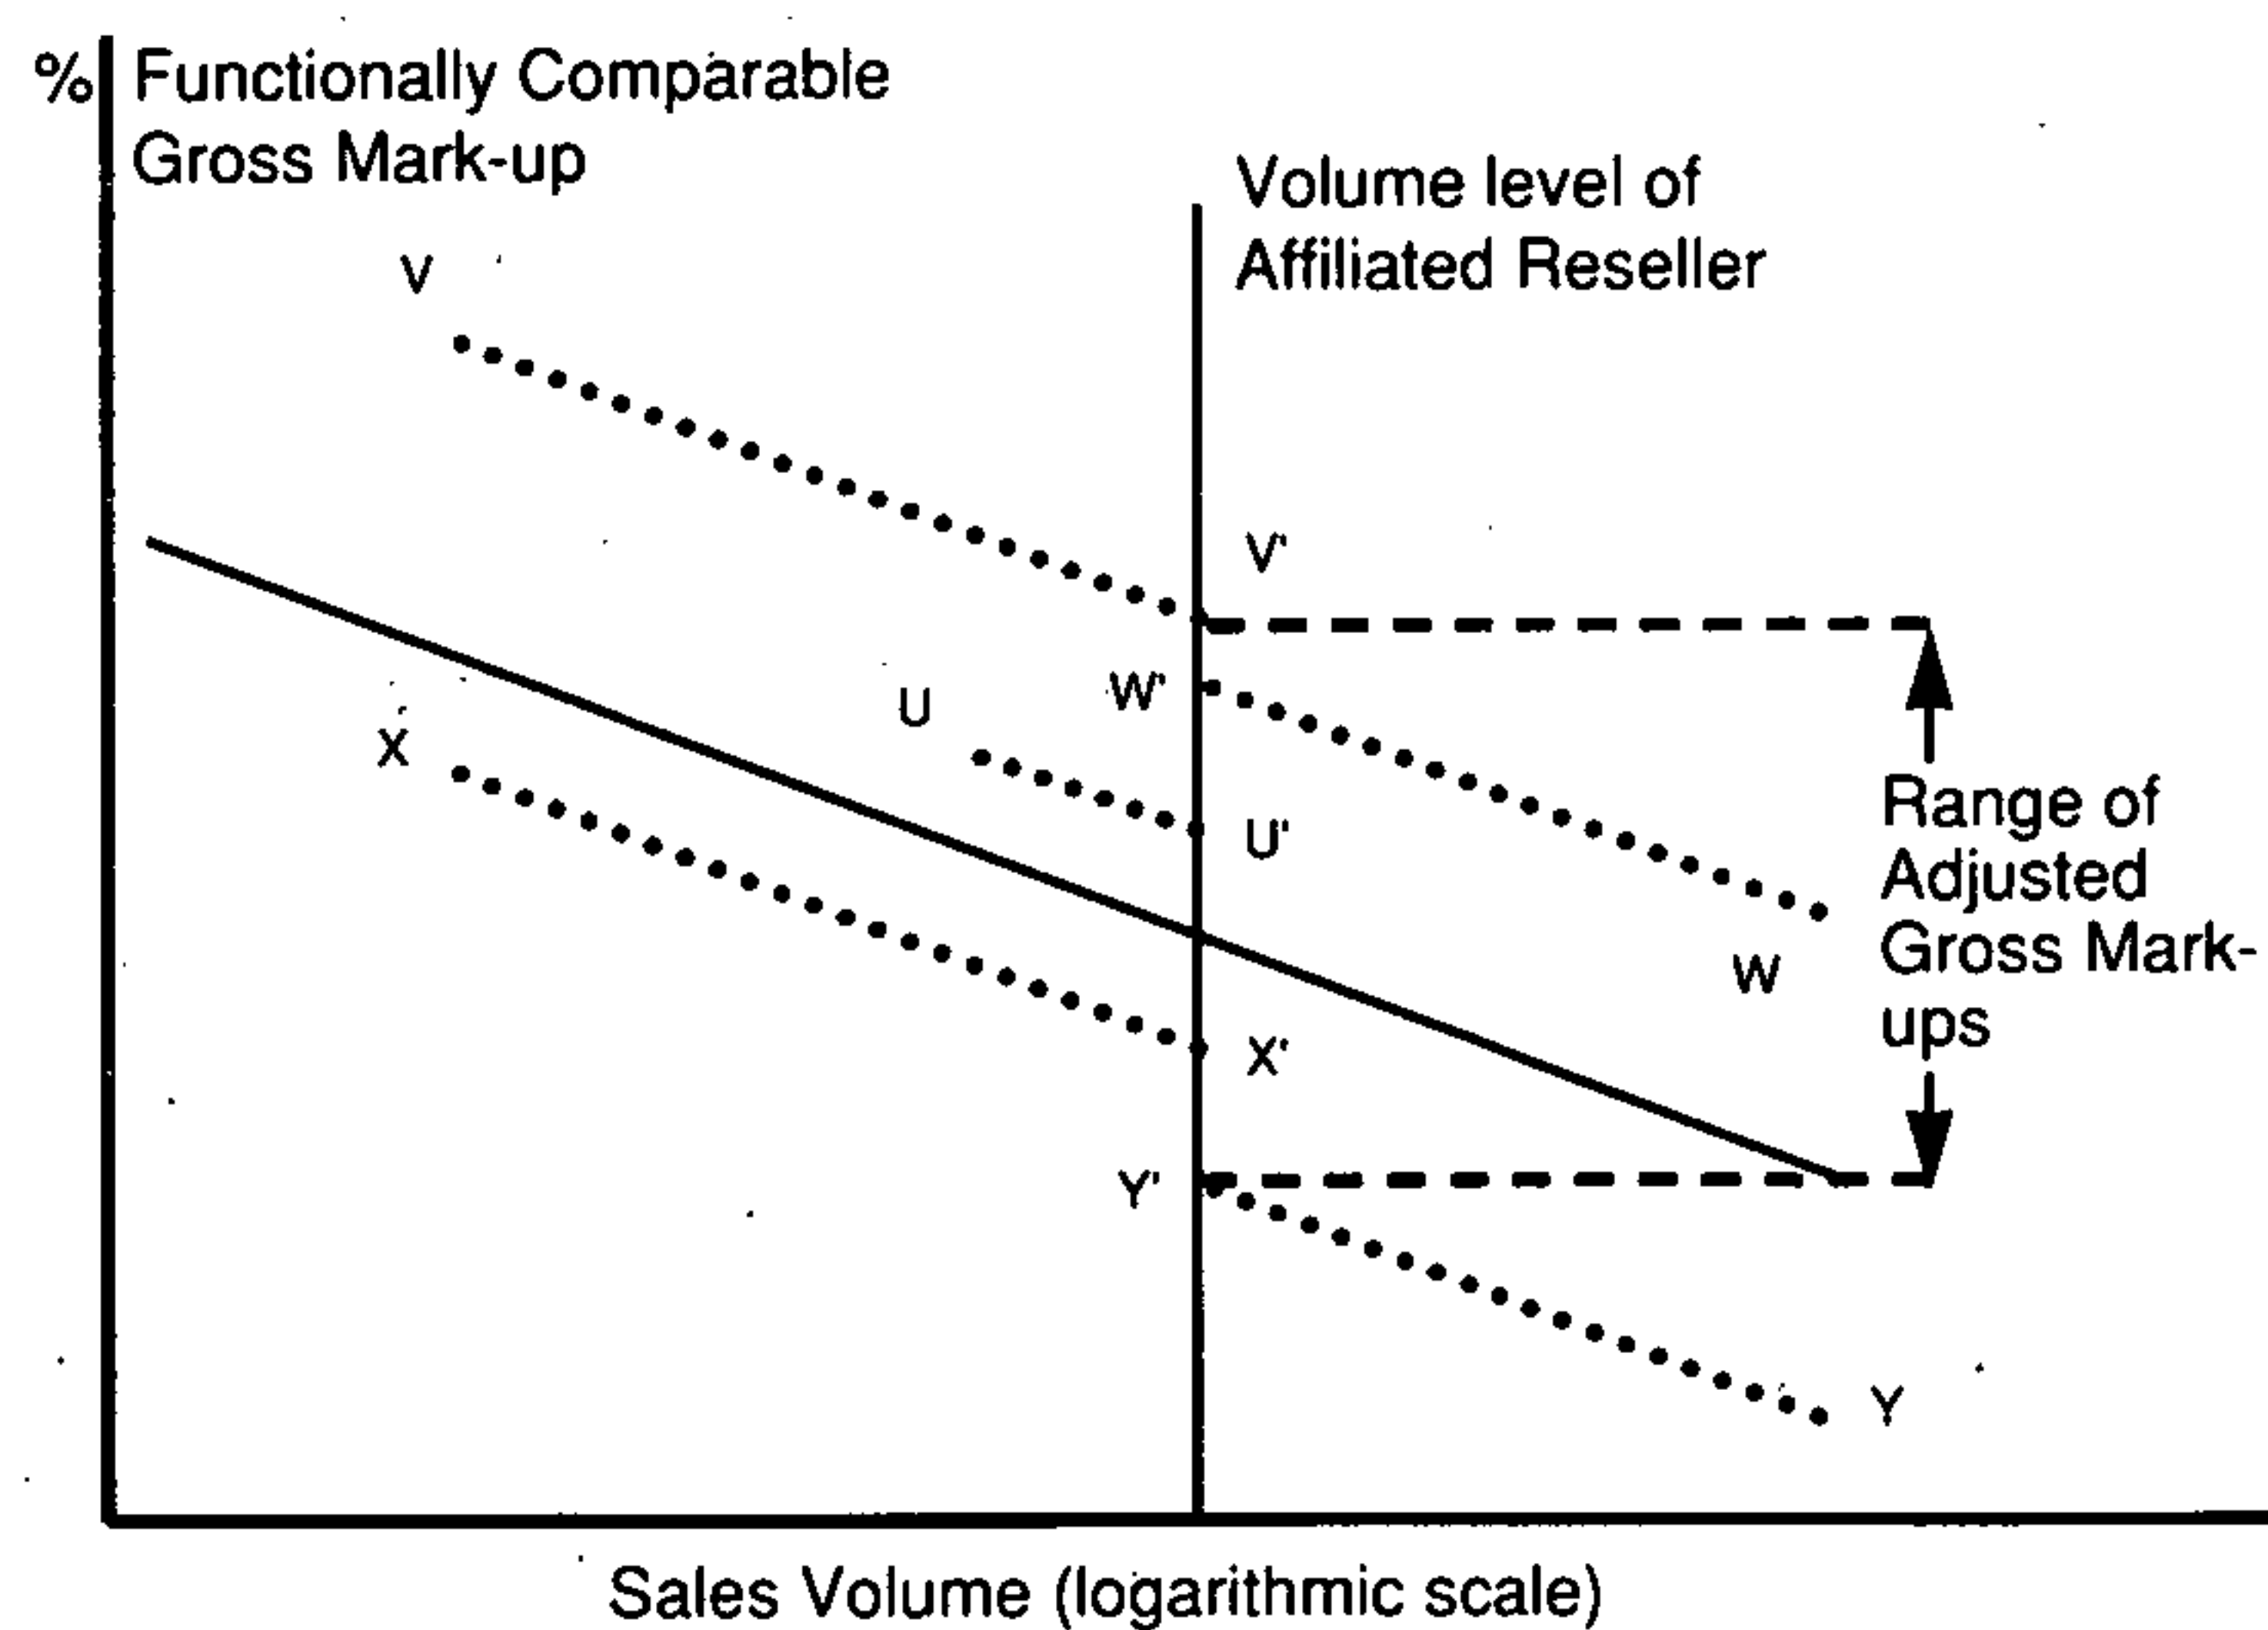 % Functionally Comparable
Gross Mark-up
Volume level of
Affiliated Reseller
V
V'
W'
U
X
U'
Range of
Adjusted
Gross Mark-
ups
W
X'
Y'
Y
Sales Volume (logarithmic scale)